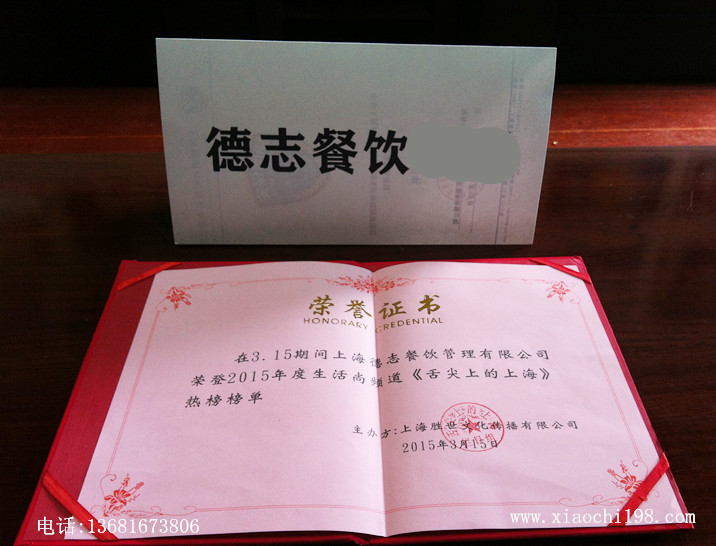 德志餐饮
荣誉证书
HONORARY CREDENTIAL
在3.15期间上海德志餐饮管理有限公司
荣登2015年度生活尚频道《舌尖上的上海》
热榜榜单
主办方:上海胜世文化传播有限公司
2015年3月15日
电话:13681673806
www.xiaochi198.com